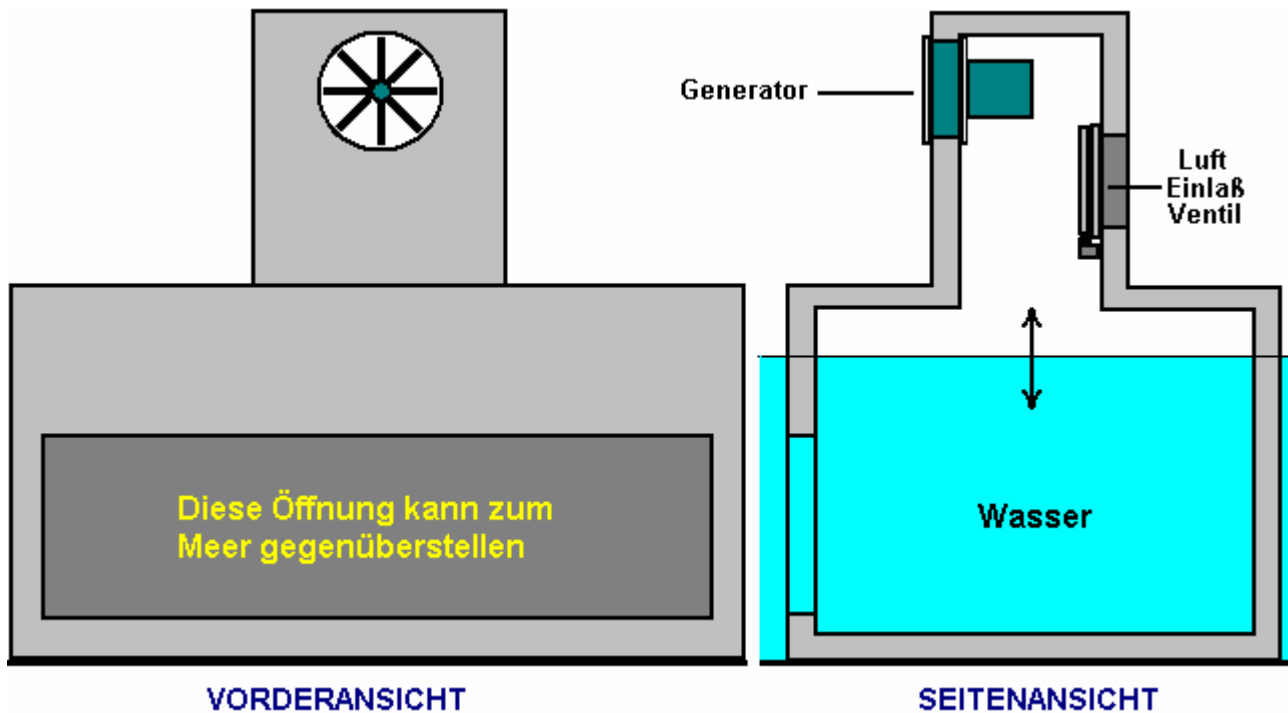 Generator
Luft
Einlaß
Ventil
Diese Öffnung kann zum
Meer gegenüberstellen
Wasser
VORDERANSICHT
SEITENANSICHT